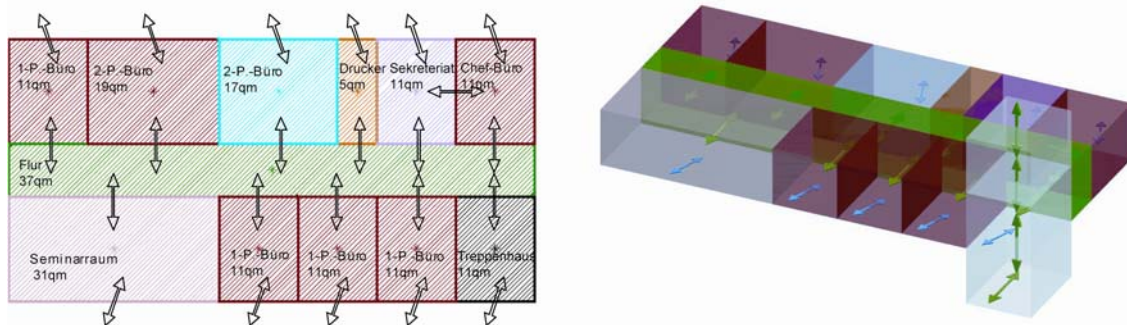 1-P.-Büro
11qm
2-P.-Büro
19qm
2-P.-Büro
17qm
Drucker
5qm
Sekreteriat
11qm
Chef-Büro
11qm
Flur
37qm
Seminarraum
31qm
1-P.-Büro
11qm
1-P.-Büro
11qm
1-P.-Büro
11qm
Treppenhaus
11qm